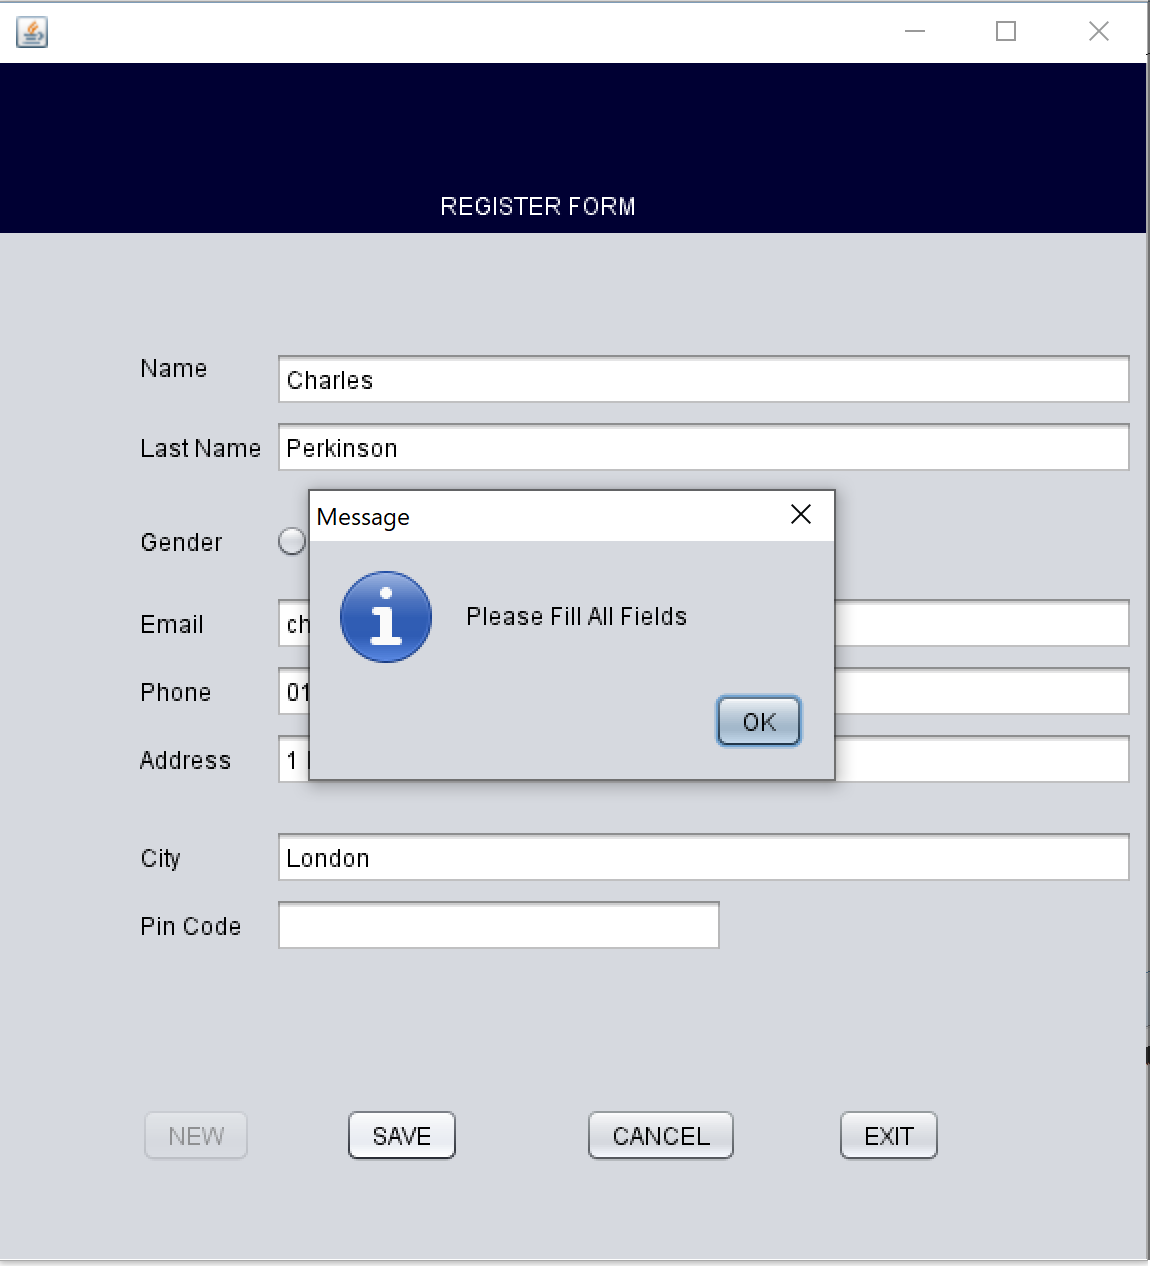 REGISTER FORM
Name
Charles
Last Name
Perkinson
Message
Gender
Please Fill All Fields
Email
ch
Phone
01
OK
Address
1
City
London
Pin Code
NEW
SAVE
CANCEL
EXIT